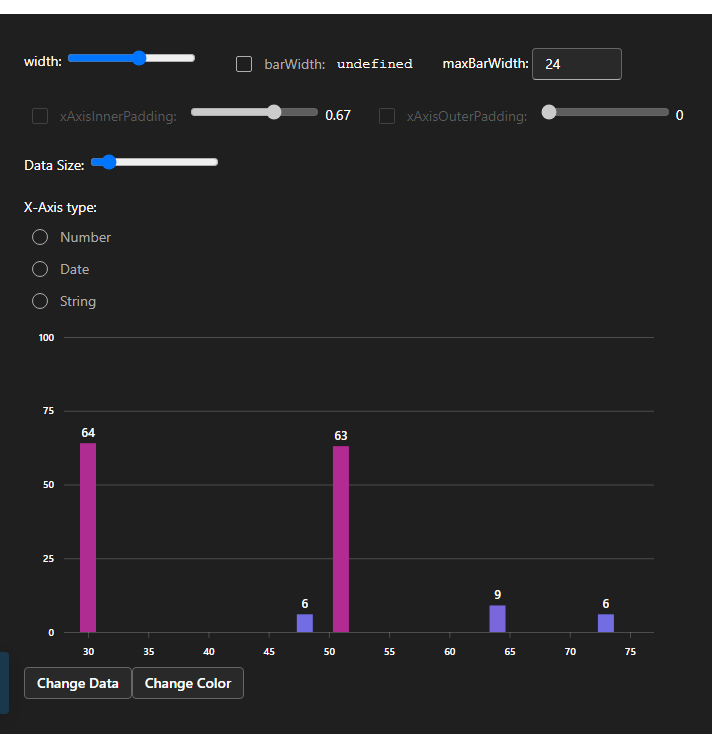 width: barWidth: undefined maxBarWidth: 24
xAxisInnerPadding: 0.67 xAxisOuterPadding: 0
Data Size:
X-Axis type:
Number
Date
String
100
75
64
63
50
25
6
9
6
0
30 35 40 45 50 55 60 65 70 75
Change Data Change Color